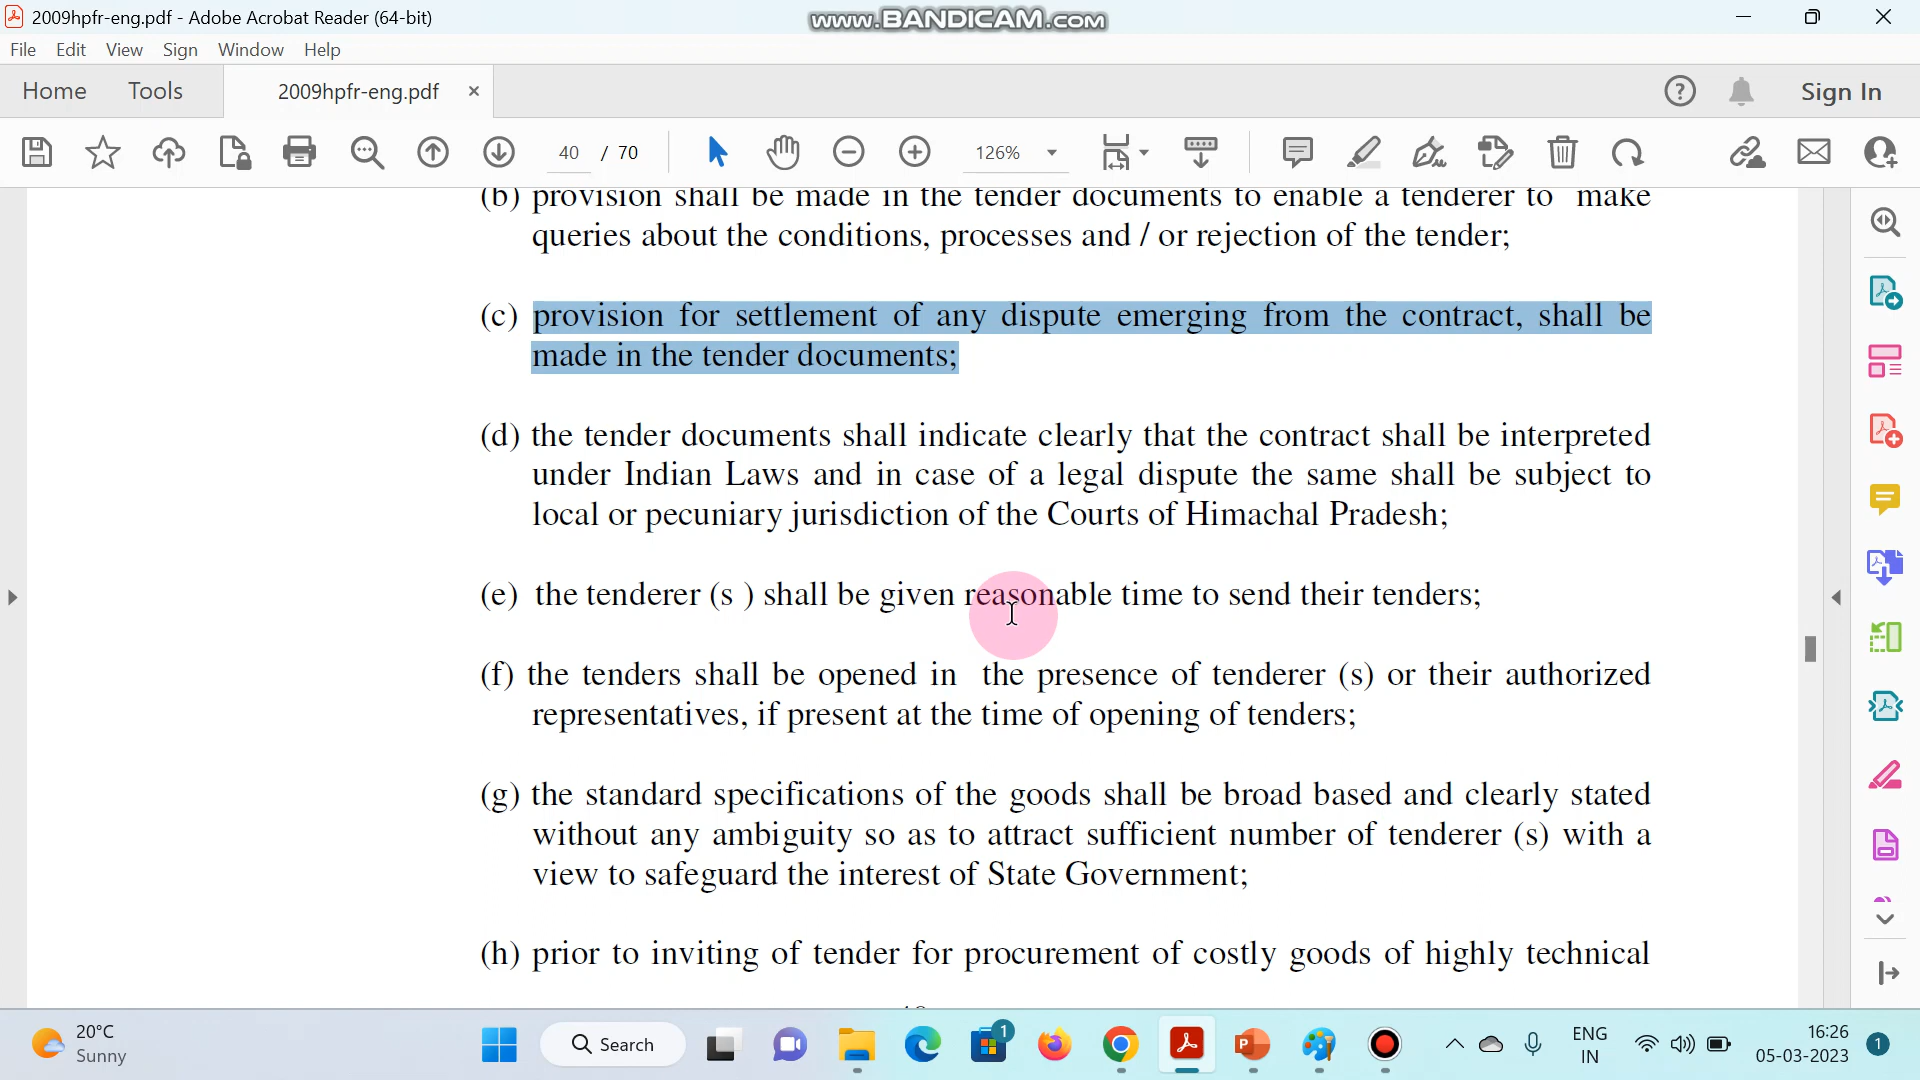 2009hpfr-eng.pdf - Adobe Acrobat Reader (64-bit)
www.BANDICAM.com
File Edit View Sign Window Help
Home Tools 2009hpfr-eng.pdf × Sign In
40 / 70 126%
(b) provision shall be made in the tender documents to enable a tenderer to make
queries about the conditions, processes and / or rejection of the tender;
(c) provision for settlement of any dispute emerging from the contract, shall be
made in the tender documents;
(d) the tender documents shall indicate clearly that the contract shall be interpreted
under Indian Laws and in case of a legal dispute the same shall be subject to
local or pecuniary jurisdiction of the Courts of Himachal Pradesh;
(e) the tenderer (s ) shall be given reasonable time to send their tenders;
(f) the tenders shall be opened in the presence of tenderer (s) or their authorized
representatives, if present at the time of opening of tenders;
(g) the standard specifications of the goods shall be broad based and clearly stated
without any ambiguity so as to attract sufficient number of tenderer (s) with a
view to safeguard the interest of State Government;
(h) prior to inviting of tender for procurement of costly goods of highly technical
20°C
Sunny
Search
1
ENG
IN
16:26
05-03-2023
1